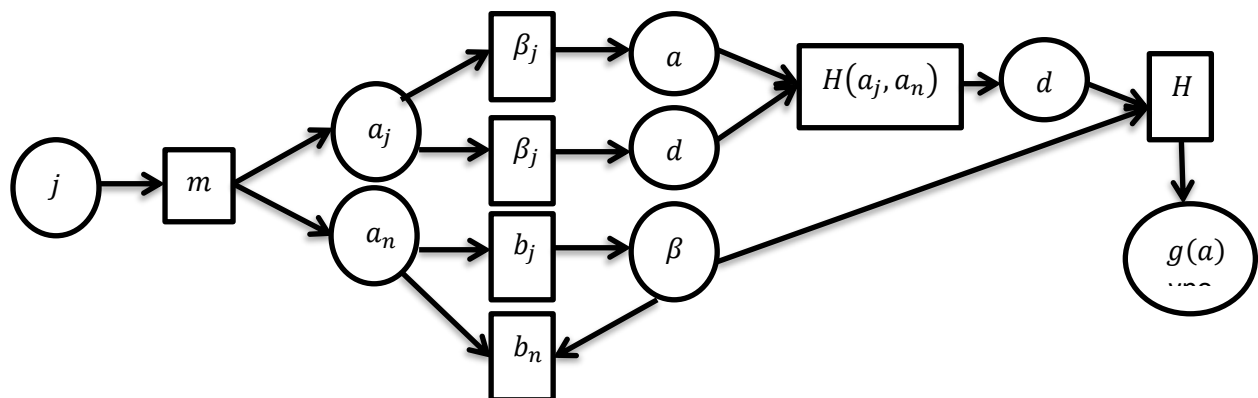 j
m
a_j
a_n
β_j
β_j
b_j
b_n
a
d
β
H(a_j, a_n)
d
H
g(a)